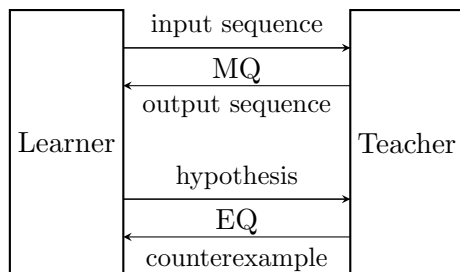 input sequence
MQ
output sequence
Learner
Teacher
hypothesis
EQ
counterexample